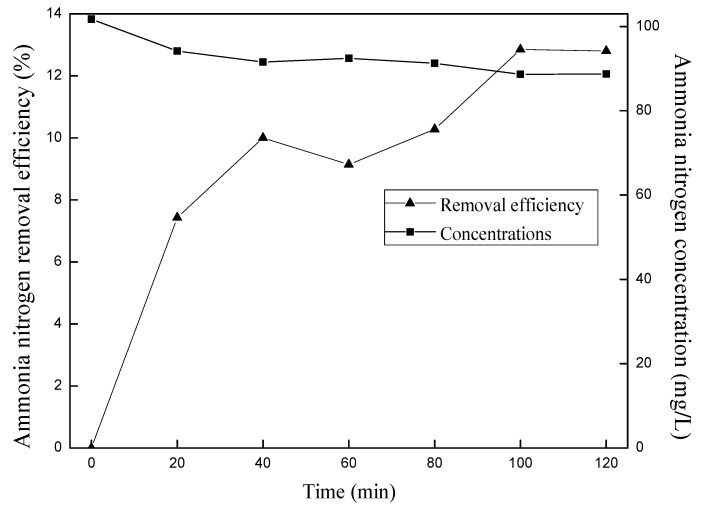 Ammonia nitrogen removal efficiency (%)
14
12
10
8
6
4
2
0
100
80
60
40
20
0
Ammonia nitrogen concentration (mg/L)
Removal efficiency
Concentrations
0 20 40 60 80 100 120
Time (min)